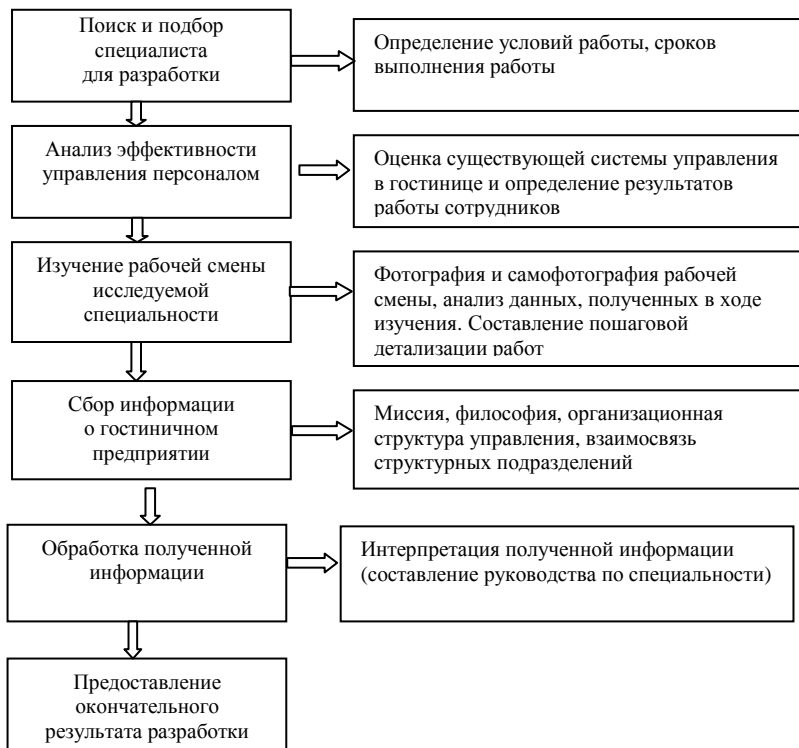 Поиск и подбор
специалиста
для разработки
Определение условий работы, сроков
выполнения работы
Анализ эффективности
управления персоналом
Оценка существующей системы управления
в гостинице и определение результатов
работы сотрудников
Изучение рабочей смены
исследуемой
специальности
Фотография и самофотография рабочей
смены, анализ данных, полученных в ходе
изучения. Составление пошаговой
детализации работ
Сбор информации
о гостиничном
предприятии
Миссия, философия, организационная
структура управления, взаимосвязь
структурных подразделений
Обработка полученной
информации
Интерпретация полученной информации
(составление руководства по специальности)
Предоставление
окончательного
результата разработки